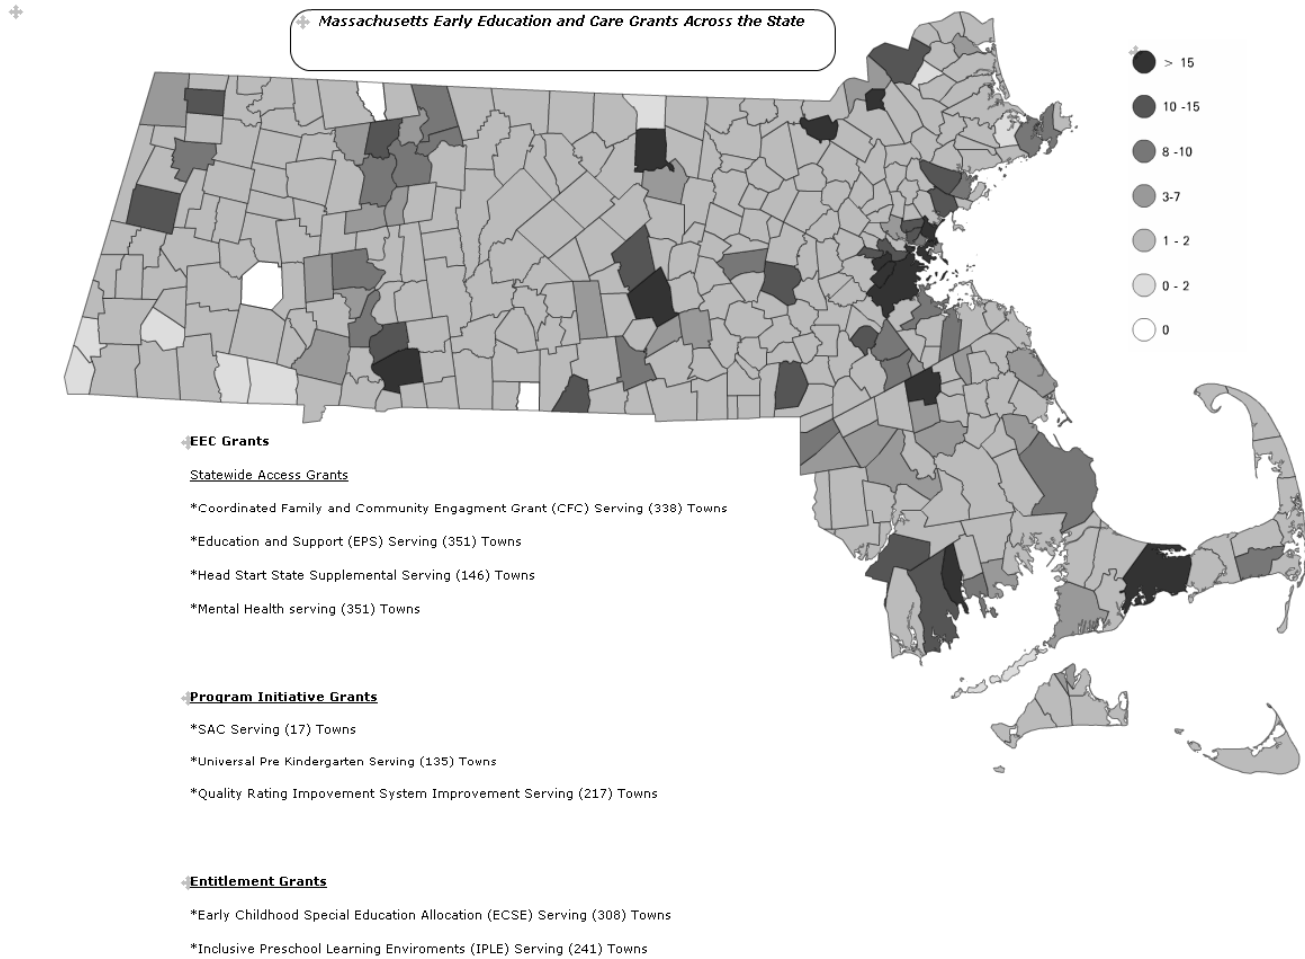 Massachusetts Early Education and Care Grants Across the State
> 15
10 -15
8 -10
3-7
1 - 2
0 - 2
0
EEC Grants
Statewide Access Grants
*Coordinated Family and Community Engagment Grant (CFC) Serving (338) Towns
*Education and Support (EPS) Serving (351) Towns
*Head Start State Supplemental Serving (146) Towns
*Mental Health serving (351) Towns
Program Initiative Grants
*SAC Serving (17) Towns
*Universal Pre Kindergarten Serving (135) Towns
*Quality Rating Impovement System Improvement Serving (217) Towns
Entitlement Grants
*Early Childhood Special Education Allocation (ECSE) Serving (308) Towns
*Inclusive Preschool Learning Enviroments (IPLE) Serving (241) Towns